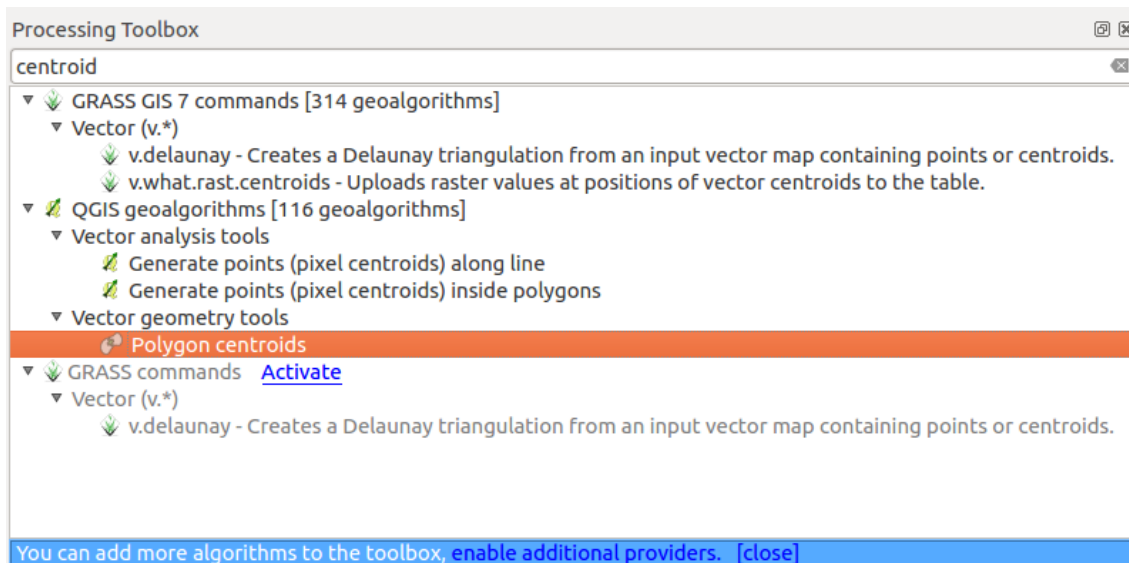 Processing Toolbox
centroid
GRASS GIS 7 commands [314 geoalgorithms]
Vector (v.*)
v.delaunay - Creates a Delaunay triangulation from an input vector map containing points or centroids.
v.what.rast.centroids - Uploads raster values at positions of vector centroids to the table.
QGIS geoalgorithms [116 geoalgorithms]
Vector analysis tools
Generate points (pixel centroids) along line
Generate points (pixel centroids) inside polygons
Vector geometry tools
Polygon centroids
GRASS commands Activate
Vector (v.*)
v.delaunay - Creates a Delaunay triangulation from an input vector map containing points or centroids.
You can add more algorithms to the toolbox, enable additional providers. [close]